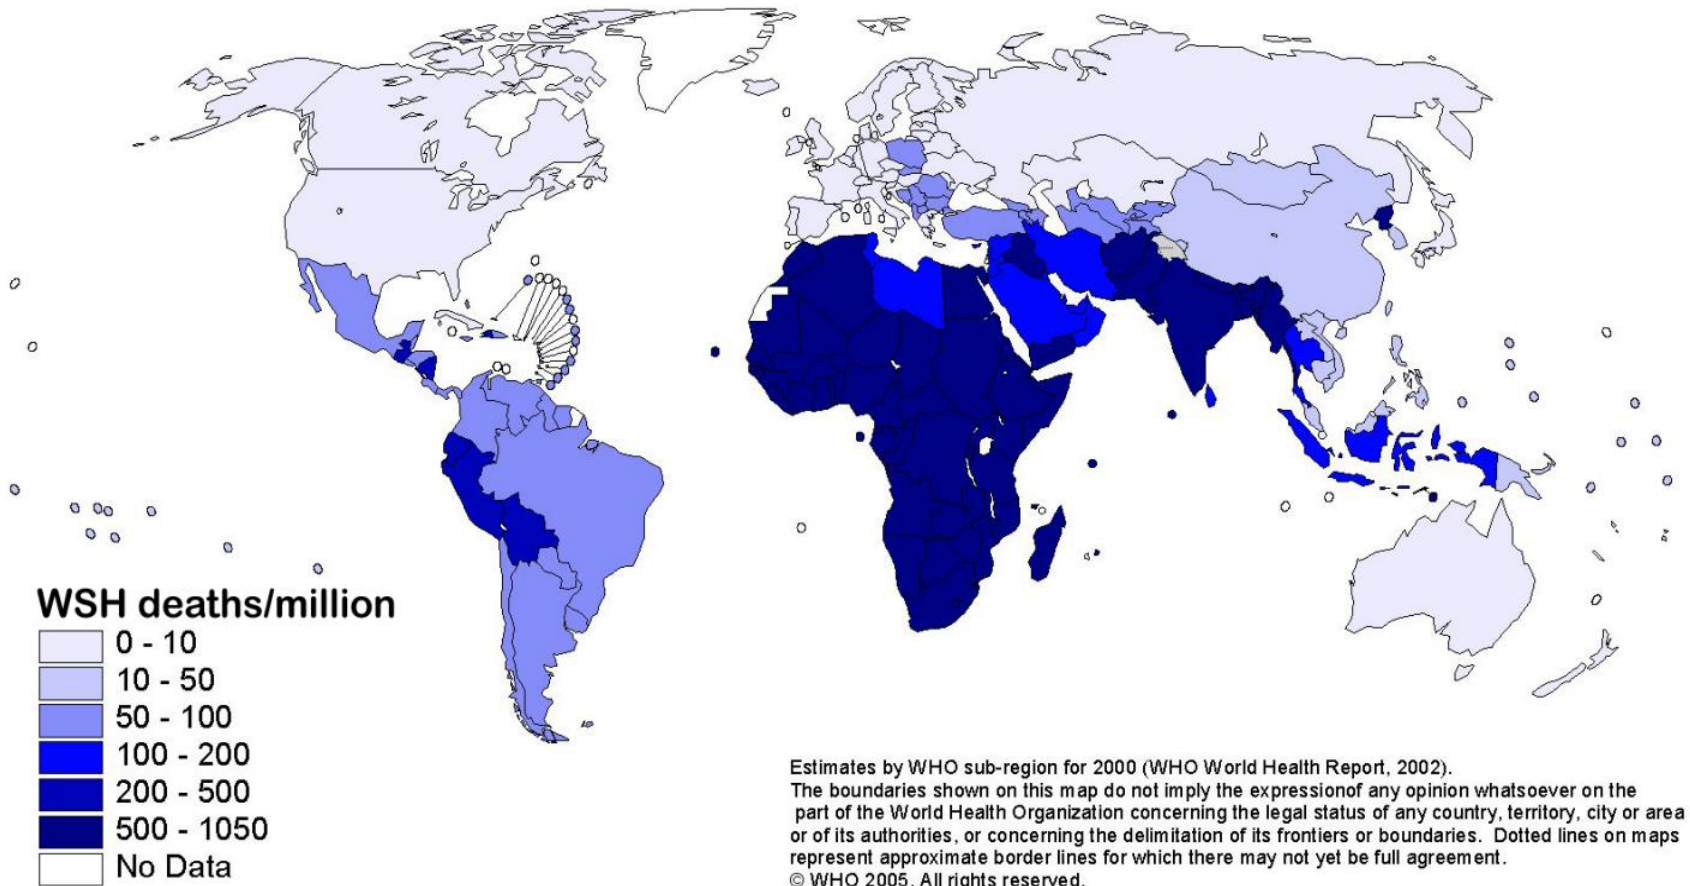 WSH deaths/million
0 - 10
10 - 50
50 - 100
100 - 200
200 - 500
500 - 1050
No Data
Estimates by WHO sub-region for 2000 (WHO World Health Report, 2002).
The boundaries shown on this map do not imply the expressionof any opinion whatsoever on the
part of the World Health Organization concerning the legal status of any country, territory, city or area
or of its authorities, or concerning the delimitation of its frontiers or boundaries. Dotted lines on maps
represent approximate border lines for which there may not yet be full agreement.
© WHO 2005. All rights reserved.